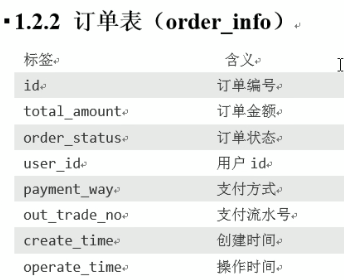 ▪1.2.2 订单表（order_info）
标签 含义
id 订单编号
total_amount 订单金额
order_status 订单状态
user_id 用户 id
payment_way 支付方式
out_trade_no 支付流水号
create_time 创建时间
operate_time 操作时间